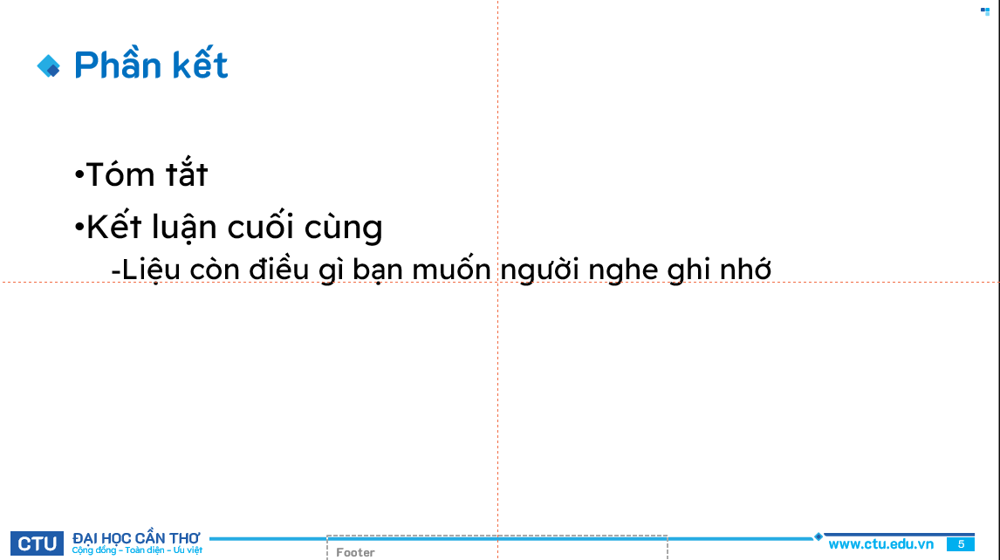 Phần kết
•Tóm tắt
•Kết luận cuối cùng
-Liệu còn điều gì bạn muốn người nghe ghi nhớ
CTU
ĐẠI HỌC CẦN THƠ
Cộng đồng – Toàn diện – Ưu việt
Footer
www.ctu.edu.vn
5